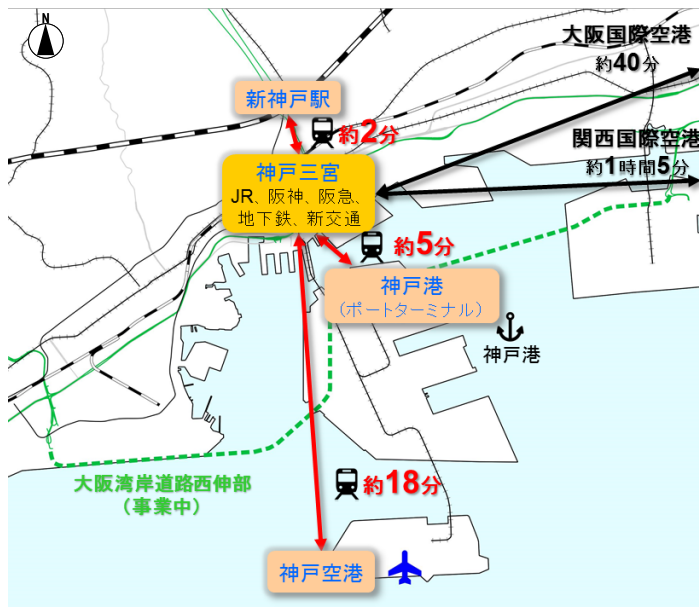 N
大阪国際空港
約40分
新神戸駅
約2分
関西国際空港
約1時間5分
神戸三宮
JR、阪神、阪急、
地下鉄、新交通
約5分
神戸港
（ポートターミナル）
神戸港
約18分
大阪湾岸道路西伸部
（事業中）
神戸空港